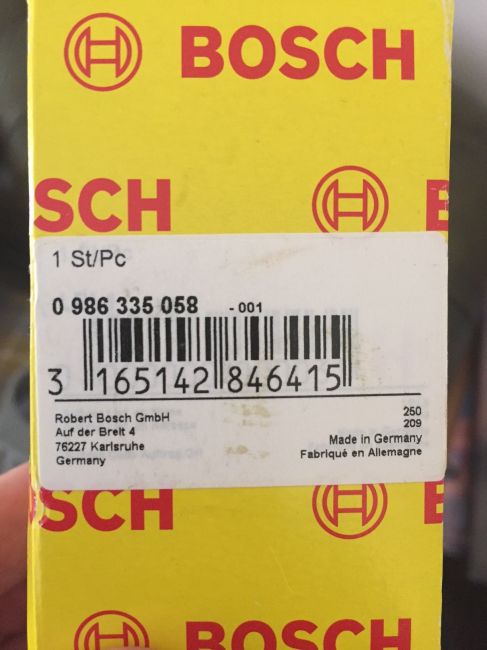 BOSCH
SCH
1 St/Pc
0 986 335 058 - 001
3 165142 846415
Robert Bosch GmbH
Auf der Breit 4
76227 Karlsruhe
Germany
250
209
Made in Germany
Fabriqué en Allemagne
SCH
BOSCH